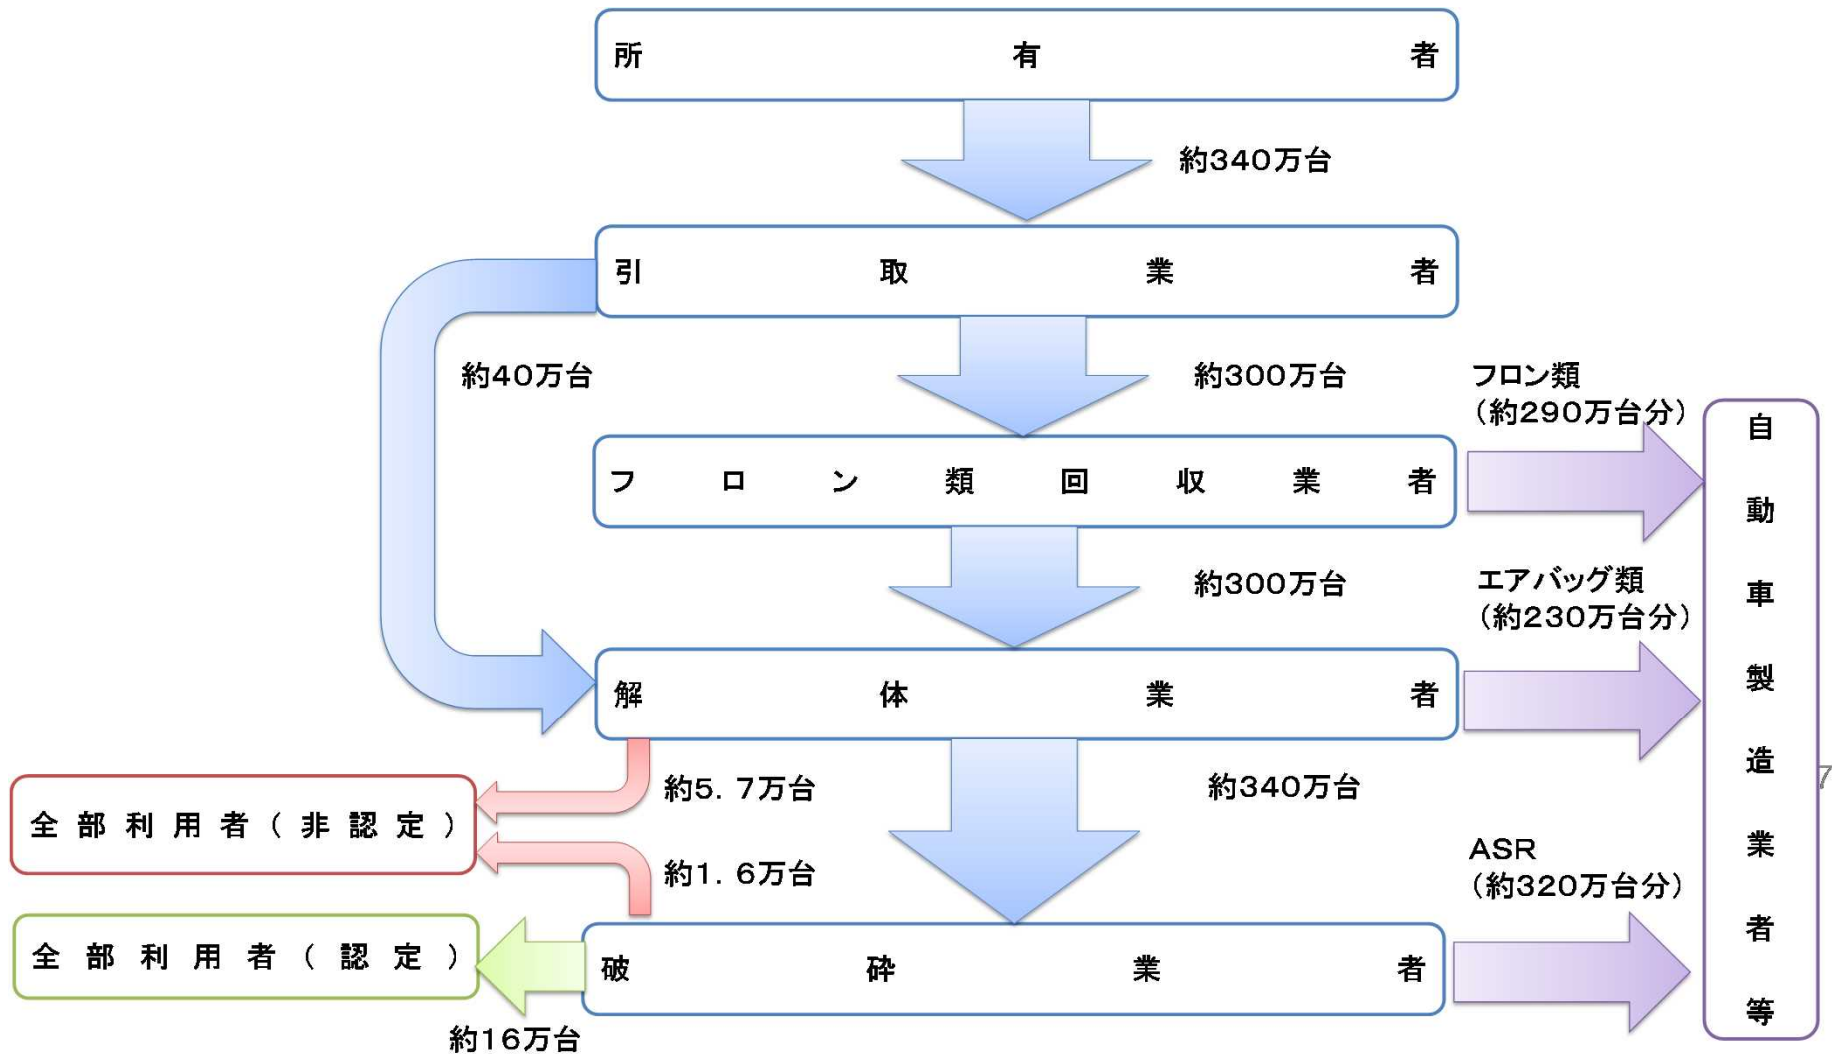 所有者
約340万台
引取業者
約40万台
約300万台
フロン類
(約290万台分)
フロン類回収業者
約300万台
エアバッグ類
(約230万台分)
解体業者
自動車製造業者等
約5.7万台
約340万台
7
全部利用者(非認定)
約1.6万台
ASR
(約320万台分)
全部利用者(認定)
破砕業者
約16万台